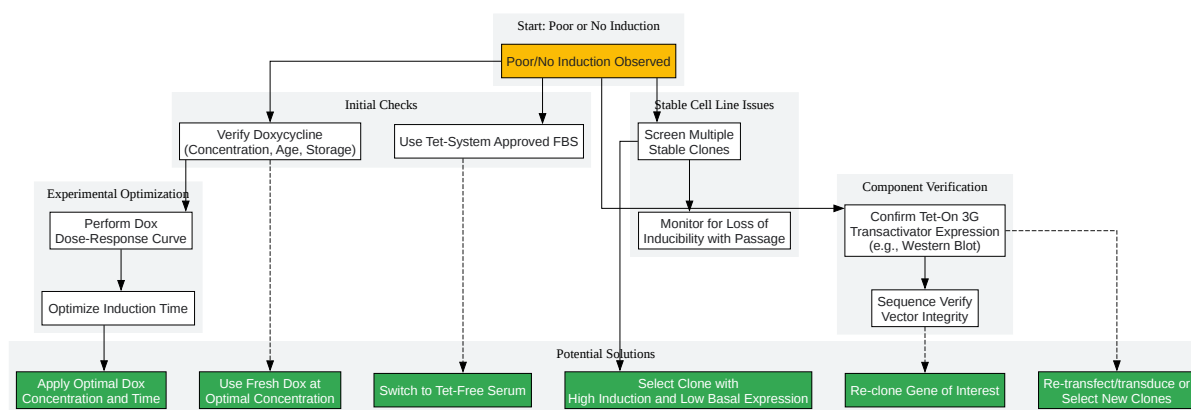 Start: Poor or No Induction
Poor/No Induction Observed
Initial Checks
Verify Doxycycline
(Concentration, Age, Storage)
Use Tet-System Approved FBS
Stable Cell Line Issues
Screen Multiple
Stable Clones
Monitor for Loss of
Inducibility with Passage
Experimental Optimization
Perform Dox
Dose-Response Curve
Optimize Induction Time
Component Verification
Confirm Tet-On 3G
Transactivator Expression
(e.g., Western Blot)
Sequence Verify
Vector Integrity
Potential Solutions
Apply Optimal Dox
Concentration and Time
Use Fresh Dox at
Optimal Concentration
Switch to Tet-Free Serum
Select Clone with
High Induction and Low Basal Expression
Re-clone Gene of Interest
Re-transfect/transduce or
Select New Clones